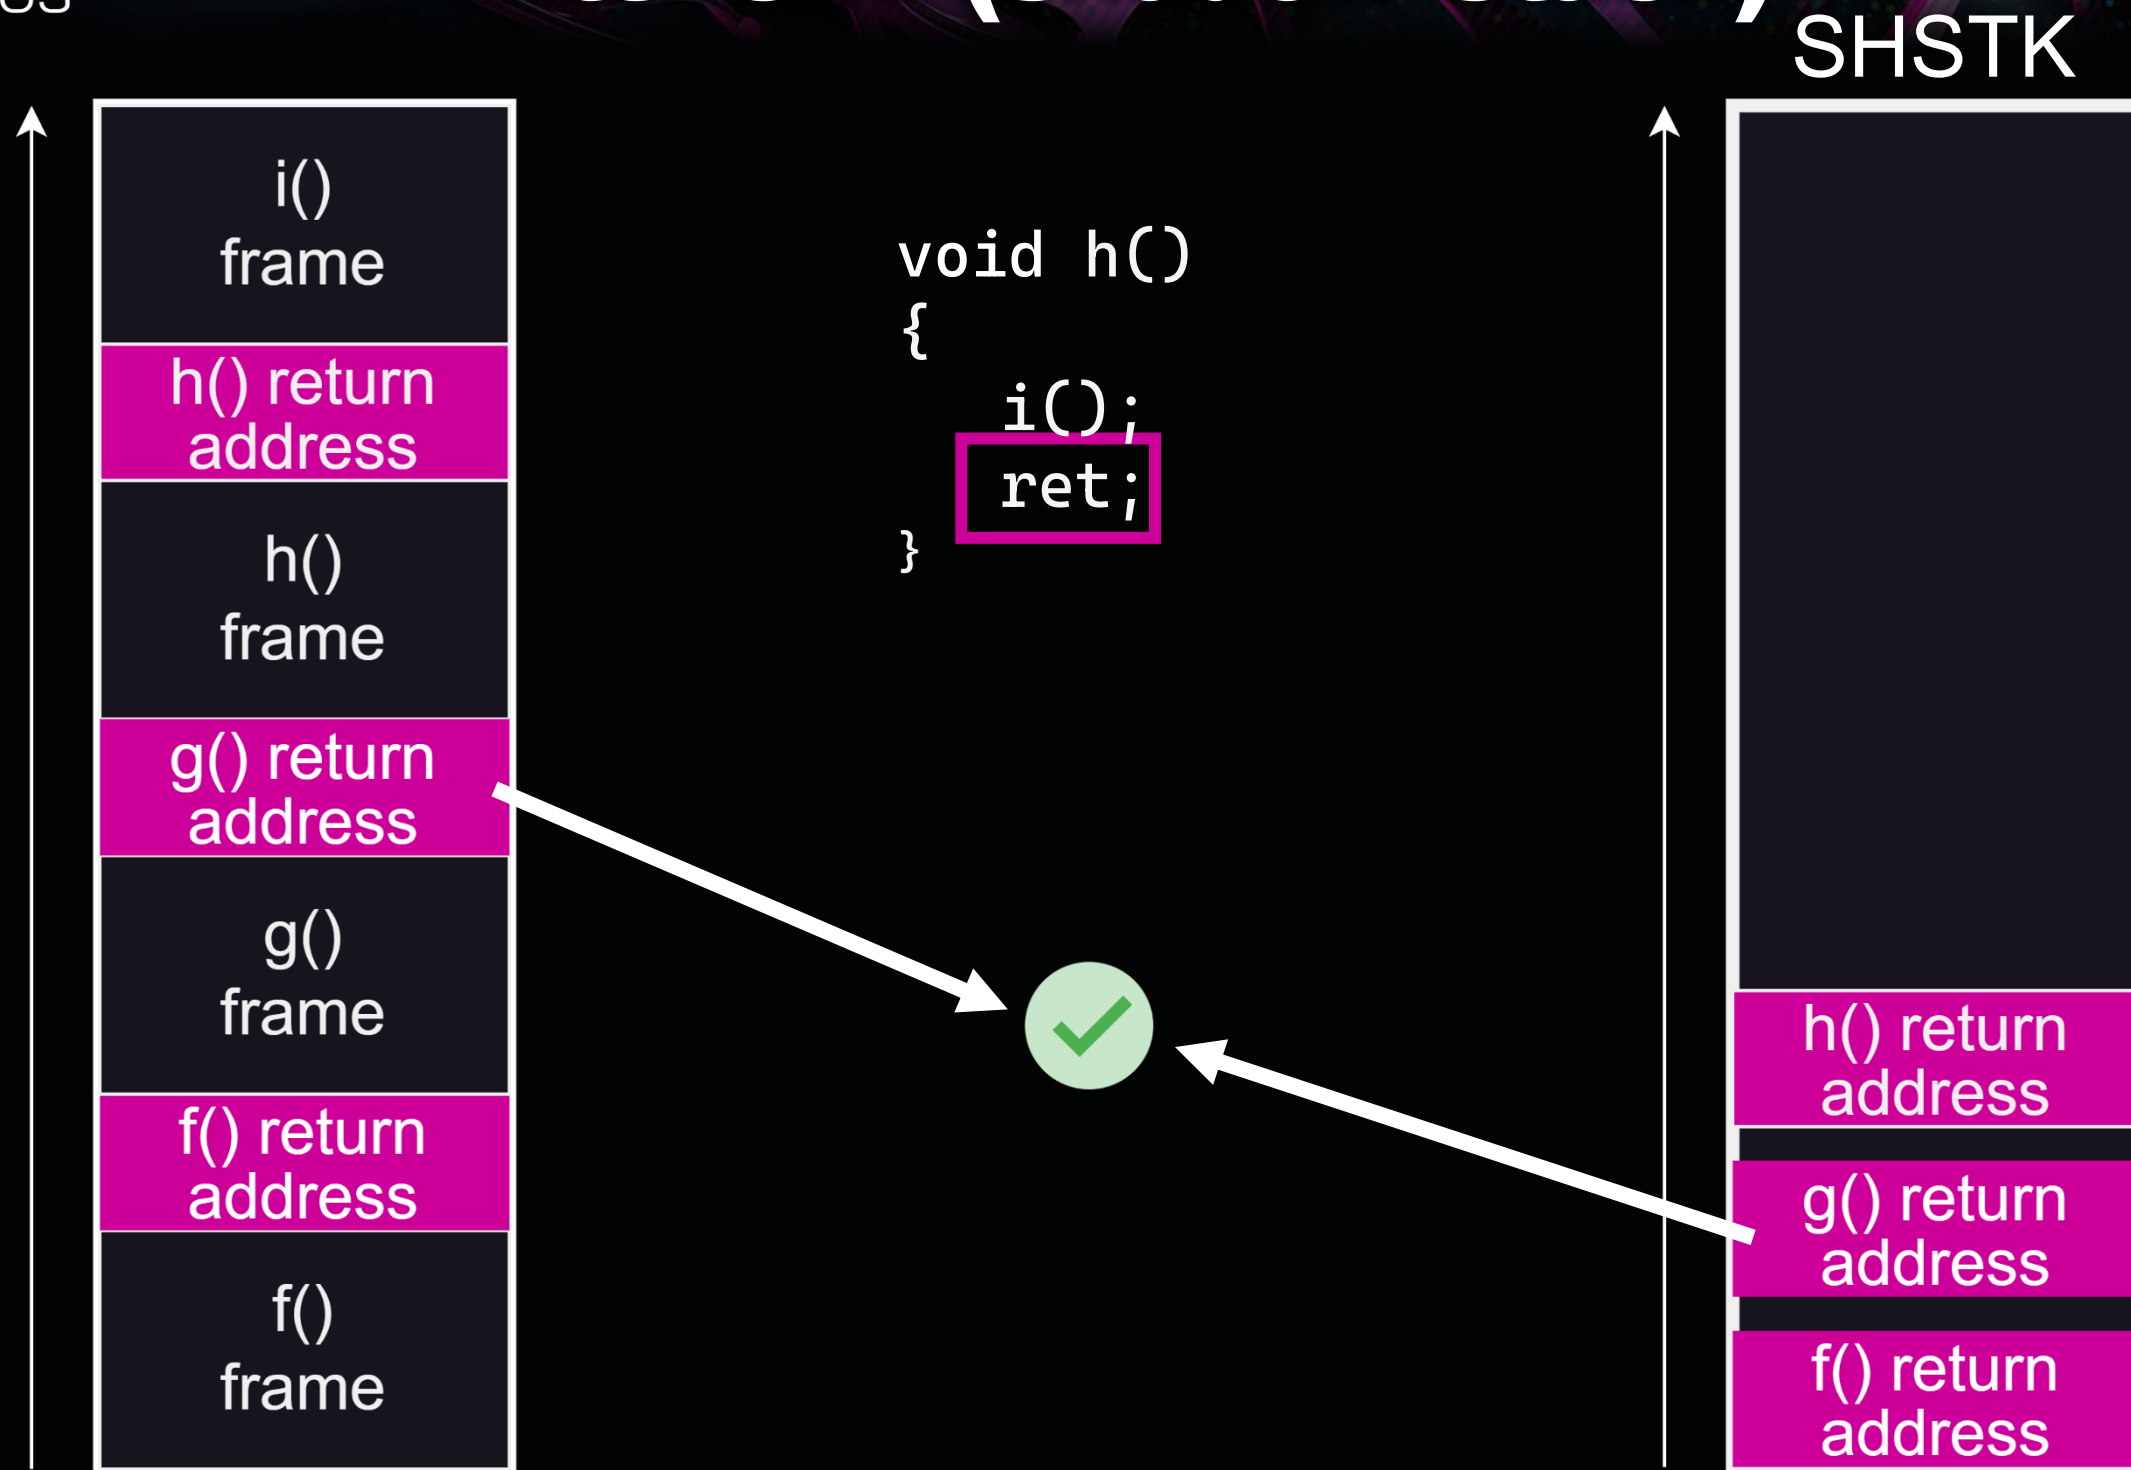 SHSTK
i()
frame
h() return
address
h()
frame
g() return
address
g()
frame
f() return
address
f()
frame
void h()
{
i();
ret;
}
h() return
address
g() return
address
f() return
address